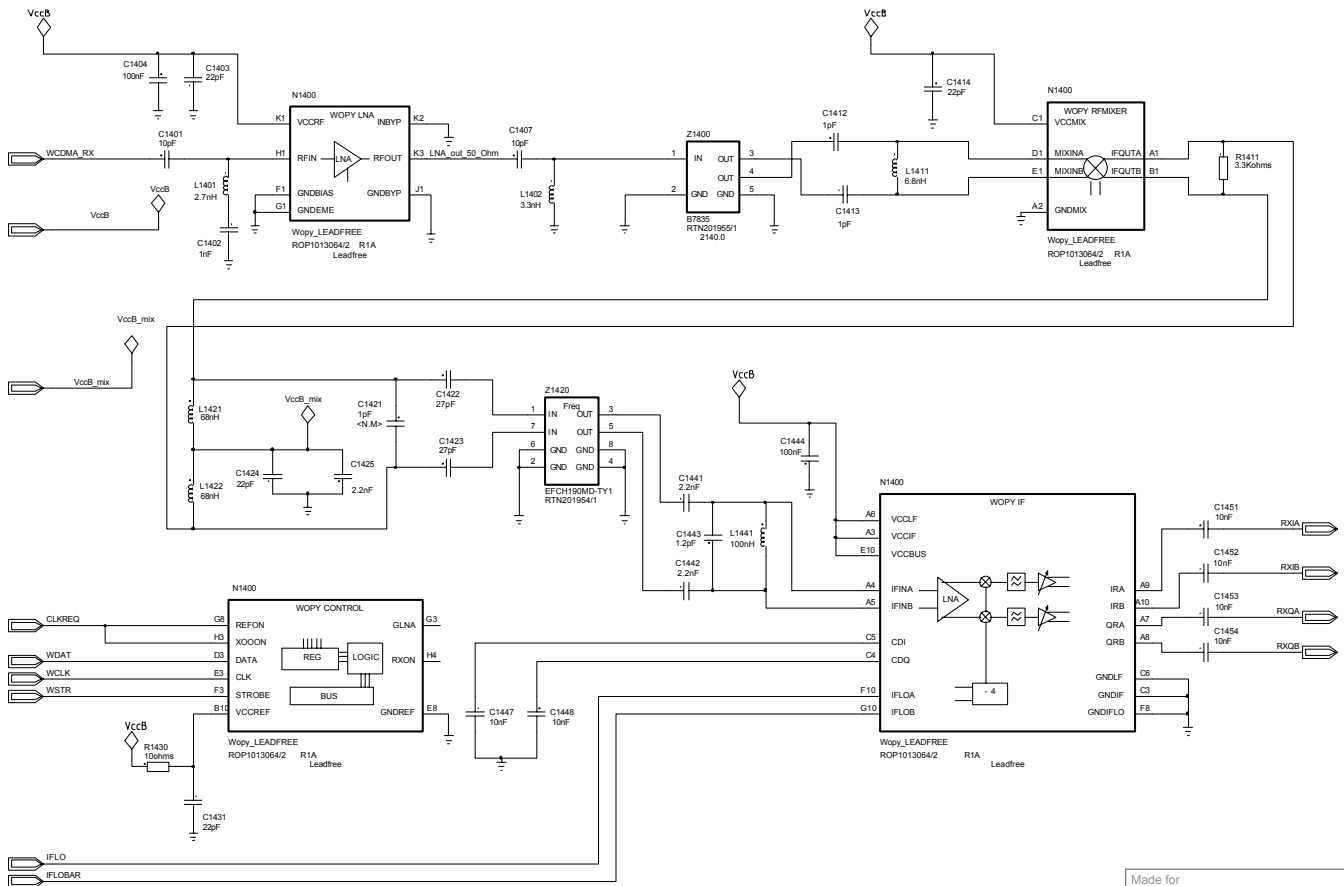 VccB
C1404
100nF
C1403
22pF
N1400
WOPY LNA
K1
VCCRF
INBYP
K2
WCDMA_RX
C1401
10pF
H1
RFIN
LNA
RFOUT
K3
LNA_out_50_Ohm
L1401
2.7nH
F1
GNDBIAS
GNDBYP
J1
G1
GNDEME
VccB
VccB
C1402
1nF
Wopy_LEADFREE
ROP1013064/2 R1A
Leadfree
C1407
10pF
L1402
3.3nH
Z1400
1
IN
OUT
3
OUT
4
2
GND
GND
5
B7835
RTN201955/1
2140.0
C1412
1pF
L1411
6.8nH
C1413
1pF
VccB
C1414
22pF
N1400
WOPY RFMIXER
C1
VCCMIX
D1
MIXINA
IFQUTA
A1
E1
MIXINB
IFQUTB
B1
A2
GNDMIX
Wopy_LEADFREE
ROP1013064/2 R1A
Leadfree
R1411
3.3Kohms
VccB_mix
VccB_mix
L1421
68nH
VccB_mix
C1424
22pF
C1425
2.2nF
L1422
68nH
C1421
1pF
<N.M>
C1422
27pF
C1423
27pF
Z1420
Freq
1
IN
OUT
3
7
IN
OUT
5
6
GND
GND
8
2
GND
GND
4
EFCH190MD-TY1
RTN201954/1
C1441
2.2nF
C1443
1.2pF
L1441
100nH
C1442
2.2nF
VccB
C1444
100nF
N1400
WOPY IF
A6
VCCLF
A3
VCCIF
E10
VCCBUS
A4
IFINA
A5
IFINB
LNA
C5
CDI
C4
CDQ
F10
IFLOA
G10
IFLOB
- 4
IRA
A9
IRB
A10
QRA
A7
QRB
A8
GNDLF
C6
GNDIF
C3
GNDIFLO
F8
Wopy_LEADFREE
ROP1013064/2 R1A
Leadfree
C1451
10nF
RXIA
C1452
10nF
RXIB
C1453
10nF
RXQA
C1454
10nF
RXQB
N1400
WOPY CONTROL
CLKREQ
G8
REFON
GLNA
G3
H3
XOOON
WDAT
D3
DATA
REG
LOGIC
RXON
H4
WCLK
E3
CLK
WSTR
F3
STROBE
BUS
B10
VCCREF
GNDREF
E8
Wopy_LEADFREE
ROP1013064/2 R1A
Leadfree
VccB
R1430
10ohms
C1431
22pF
C1447
10nF
C1448
10nF
IFLO
IFLOBAR
Made for